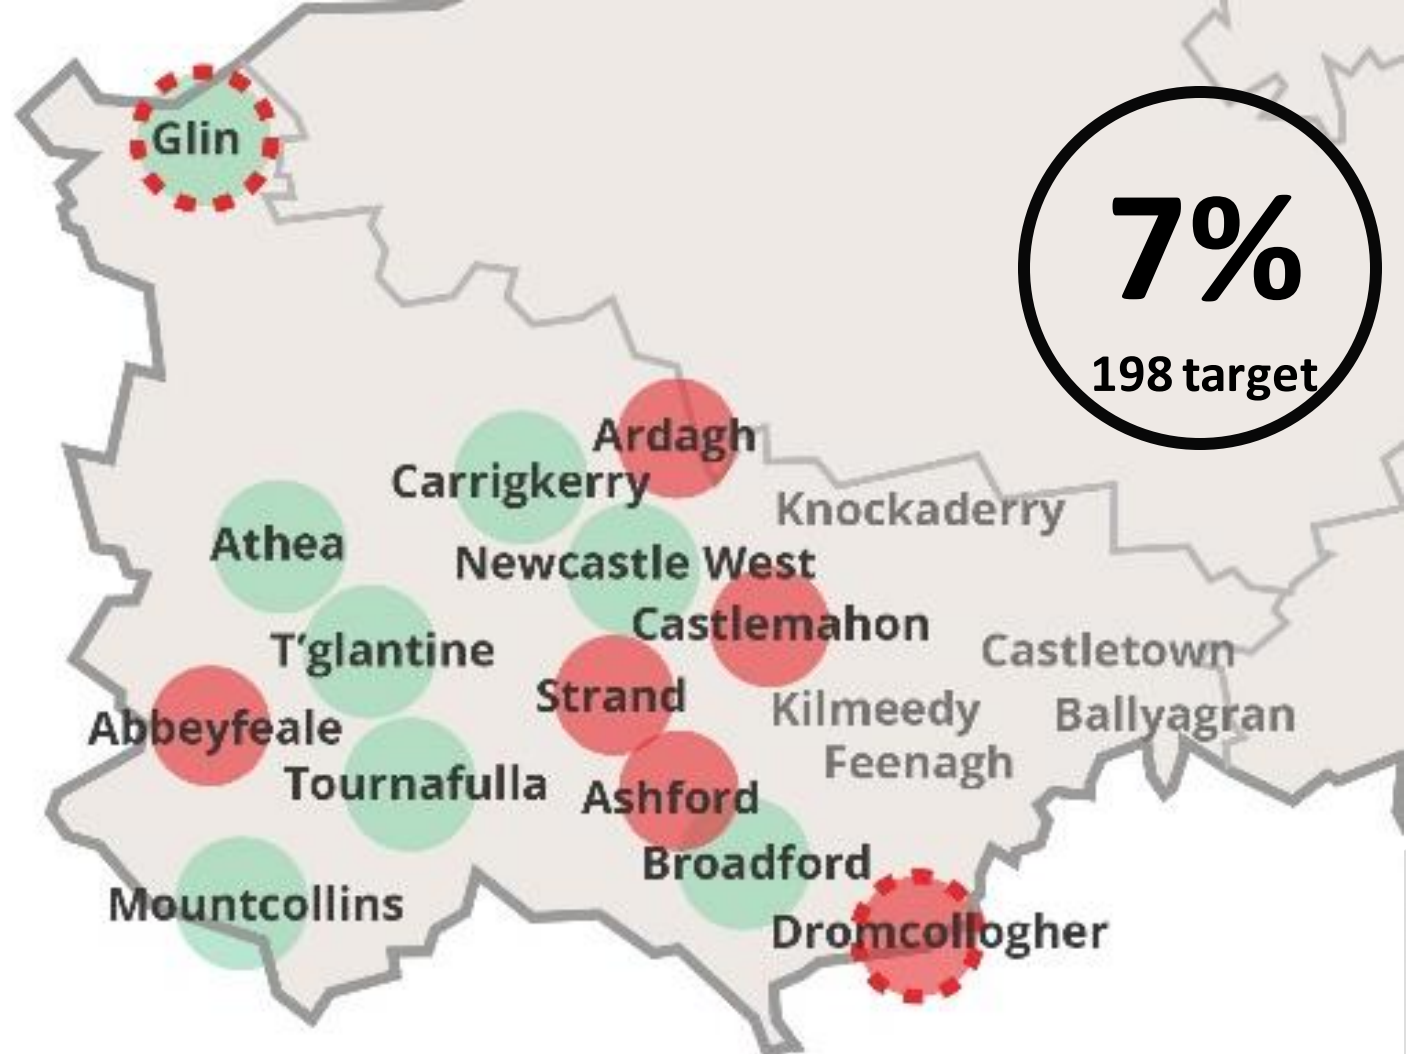 Glin
7%
198 target
Ardagh
Carrigkerry
Knockaderry
Athea
Newcastle West
Castlemahon
T‘glantine
Castletown
Strand
Kilmeedy
Abbeyfeale
Ballyagran
Feenagh
Tournafulla
Ashford
Broadford
Mountcollins
Dromcollogher